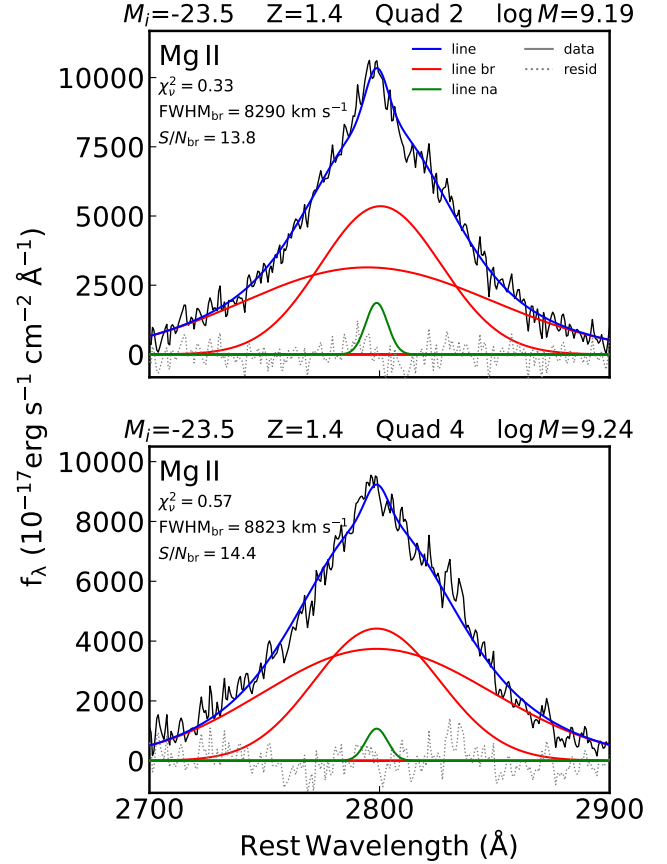 M_i=-23.5 Z=1.4 Quad 2 log M=9.19
Mg II
χ²_ν = 0.33
FWHM_br = 8290 km s⁻¹
S/N_br = 13.8
line
line br
line na
data
resid
10000
7500
5000
2500
0
f_λ (10⁻¹⁷erg s⁻¹ cm⁻² Å⁻¹)
M_i=-23.5 Z=1.4 Quad 4 log M=9.24
Mg II
χ²_ν = 0.57
FWHM_br = 8823 km s⁻¹
S/N_br = 14.4
10000
8000
6000
4000
2000
0
2700 2800 2900
Rest Wavelength (Å)